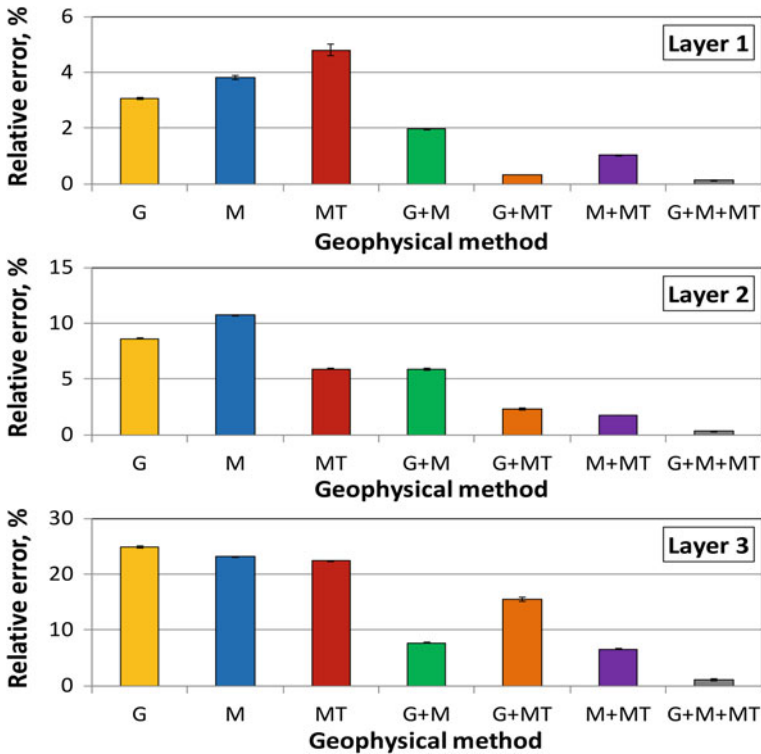 Relative error, %
6
4
2
0
Layer 1
G M MT G+M G+MT M+MT G+M+MT
Geophysical method
Relative error, %
15
10
5
0
Layer 2
G M MT G+M G+MT M+MT G+M+MT
Geophysical method
Relative error, %
30
20
10
0
Layer 3
G M MT G+M G+MT M+MT G+M+MT
Geophysical method